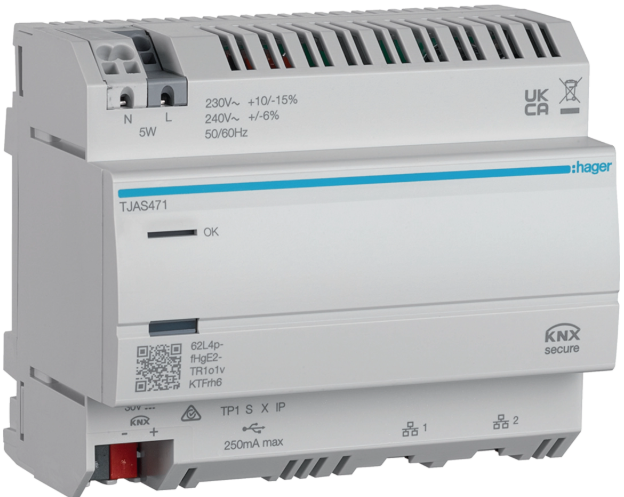 230V~ +10/-15%
240V~ +/-6%
50/60Hz
N L
5W
UK
CA
:hager
TJAS471
OK
KNX
secure
62L4p-
fHgE2-
TR1o1v
KTFrh6
30V
KNX
- +
TP1 S X IP
250mA max
1
2